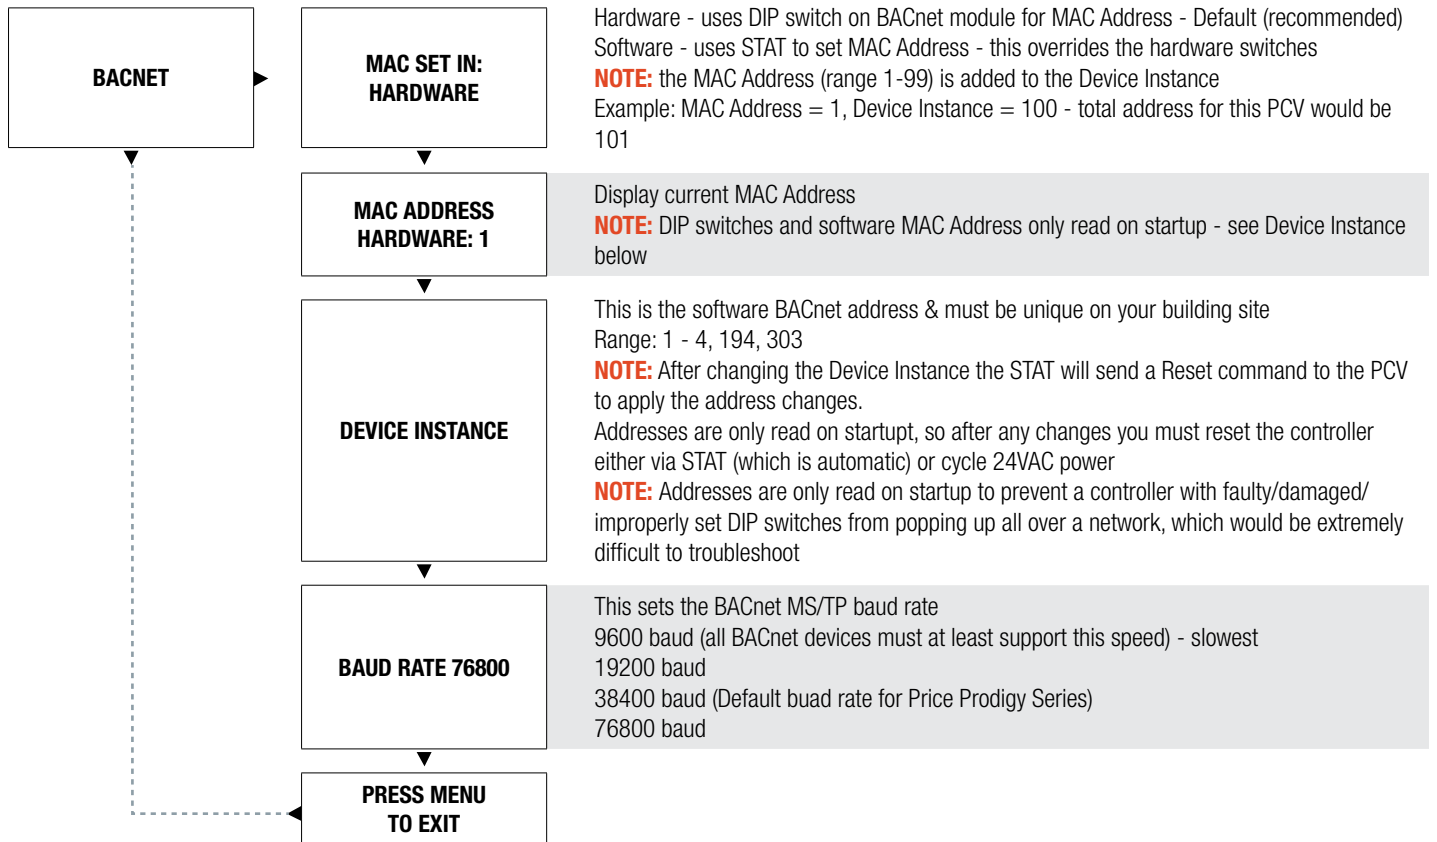 BACNET
MAC SET IN:
HARDWARE
Hardware - uses DIP switch on BACnet module for MAC Address - Default (recommended)
Software - uses STAT to set MAC Address - this overrides the hardware switches
NOTE: the MAC Address (range 1-99) is added to the Device Instance
Example: MAC Address = 1, Device Instance = 100 - total address for this PCV would be
101
MAC ADDRESS
HARDWARE: 1
Display current MAC Address
NOTE: DIP switches and software MAC Address only read on startup - see Device Instance
below
DEVICE INSTANCE
This is the software BACnet address & must be unique on your building site
Range: 1 - 4, 194, 303
NOTE: After changing the Device Instance the STAT will send a Reset command to the PCV
to apply the address changes.
Addresses are only read on startupt, so after any changes you must reset the controller
either via STAT (which is automatic) or cycle 24VAC power
NOTE: Addresses are only read on startup to prevent a controller with faulty/damaged/
improperly set DIP switches from popping up all over a network, which would be extremely
difficult to troubleshoot
BAUD RATE 76800
This sets the BACnet MS/TP baud rate
9600 baud (all BACnet devices must at least support this speed) - slowest
19200 baud
38400 baud (Default buad rate for Price Prodigy Series)
76800 baud
PRESS MENU
TO EXIT